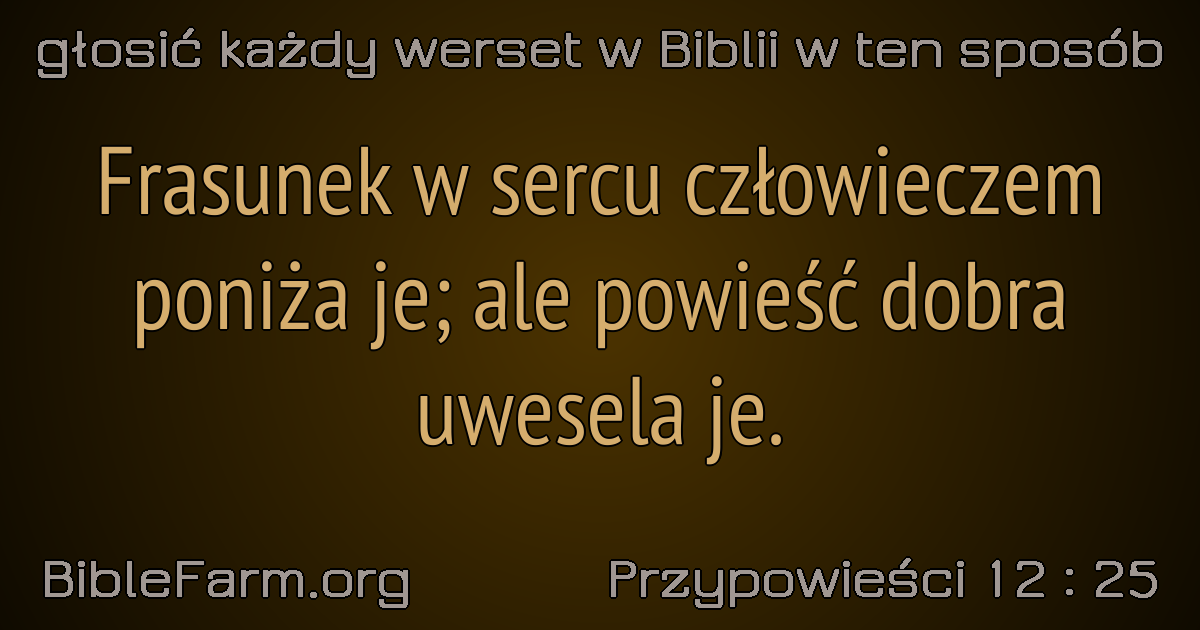 głosić każdy werset w Biblii w ten sposób
Frasunek w sercu człowieczem
poniża je; ale powieść dobra
uwesela je.
BibleFarm.org
Przypowieści 12 : 25